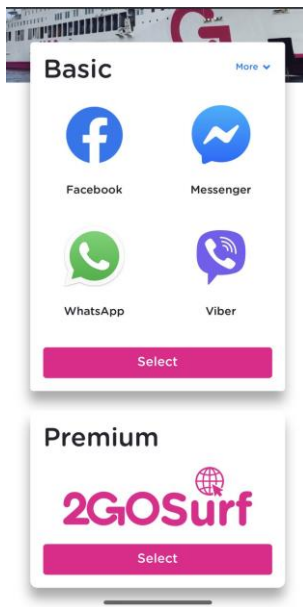 Basic
More
Facebook
Messenger
WhatsApp
Viber
Select
Premium
2GOSurf
Select